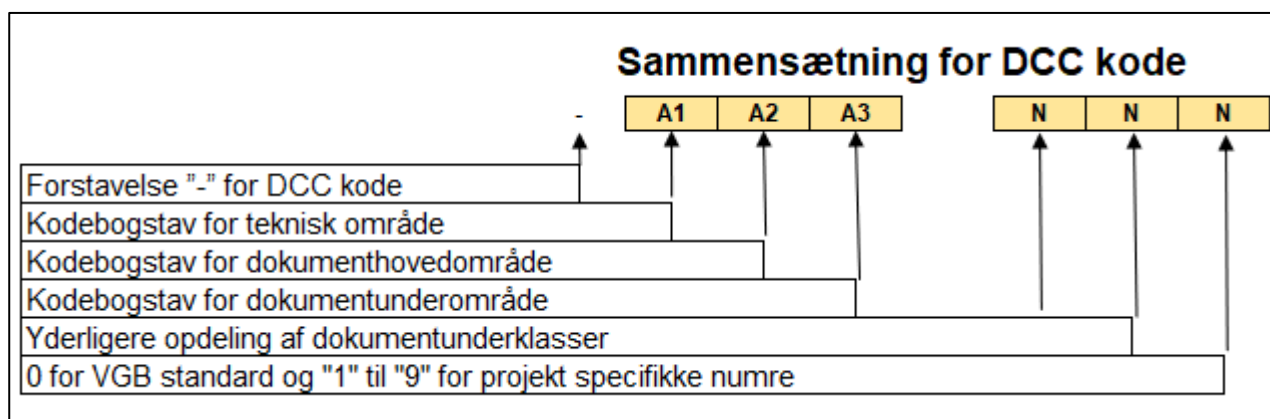 Sammensætning for DCC kode
- A1 A2 A3 N N N
Forstavelse "-" for DCC kode
Kodebogstav for teknisk område
Kodebogstav for dokumenthovedområde
Kodebogstav for dokumentunderområde
Yderligere opdeling af dokumentunderklasser
0 for VGB standard og "1" til "9" for projekt specifikke numre